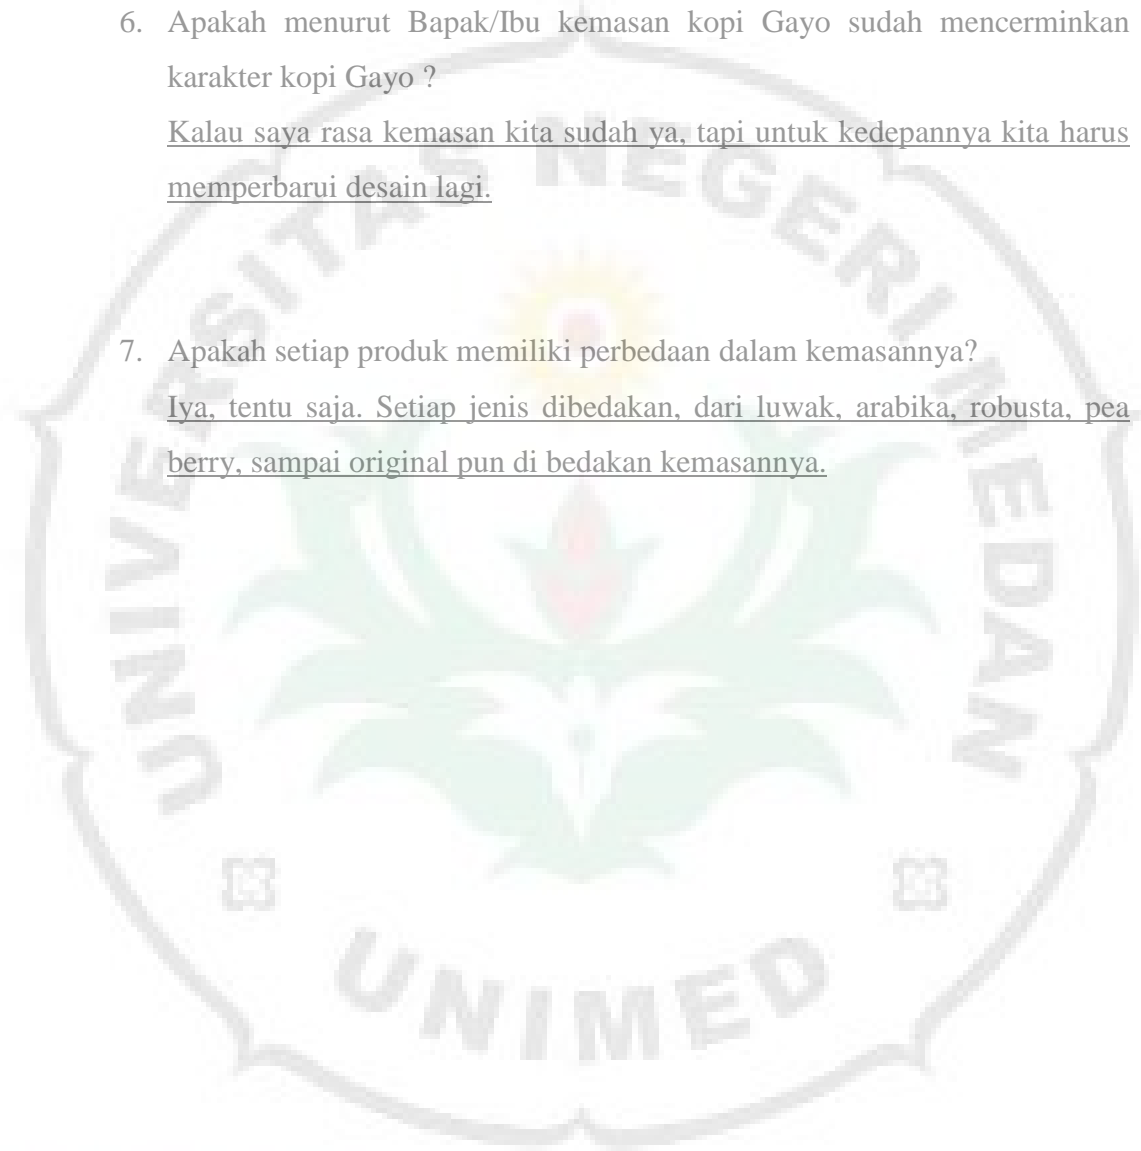 6. Apakah menurut Bapak/Ibu kemasan kopi Gayo sudah mencerminkan
karakter kopi Gayo ?
Kalau saya rasa kemasan kita sudah ya, tapi untuk kedepannya kita harus
memperbarui desain lagi.
7. Apakah setiap produk memiliki perbedaan dalam kemasannya?
Iya, tentu saja. Setiap jenis dibedakan, dari luwak, arabika, robusta, pea
berry, sampai original pun di bedakan kemasannya.
UNIVERSITAS NEGERI MEDAN
UNIMED